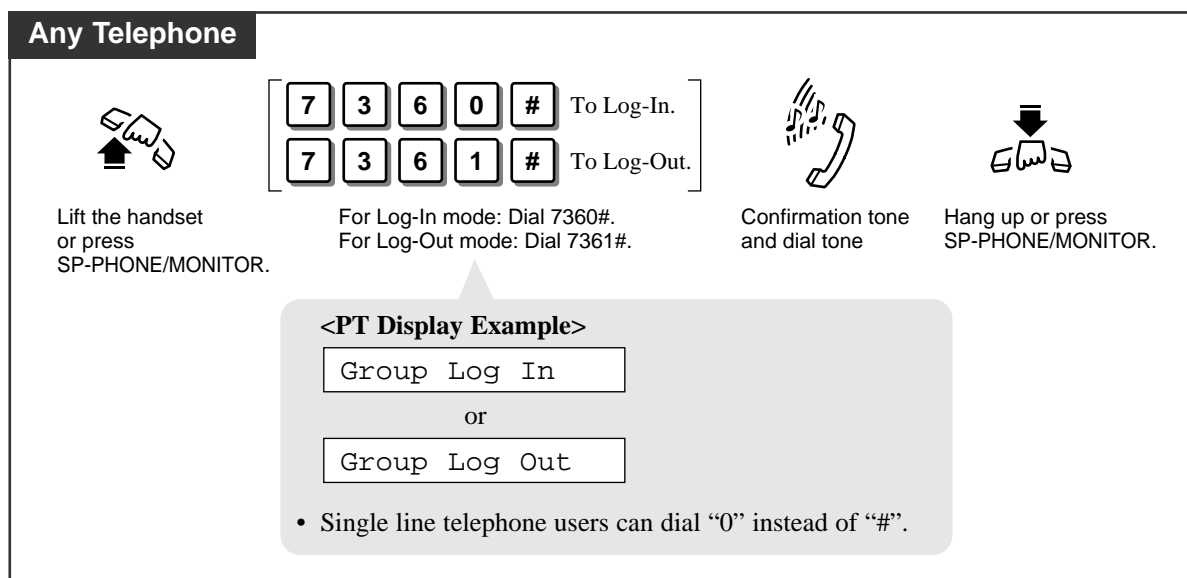 Any Telephone
7 3 6 0 # To Log-In.
7 3 6 1 # To Log-Out.
Lift the handset
or press
SP-PHONE/MONITOR.
For Log-In mode: Dial 7360#.
For Log-Out mode: Dial 7361#.
Confirmation tone
and dial tone
Hang up or press
SP-PHONE/MONITOR.
<PT Display Example>
Group Log In
or
Group Log Out
• Single line telephone users can dial “0” instead of “#”.